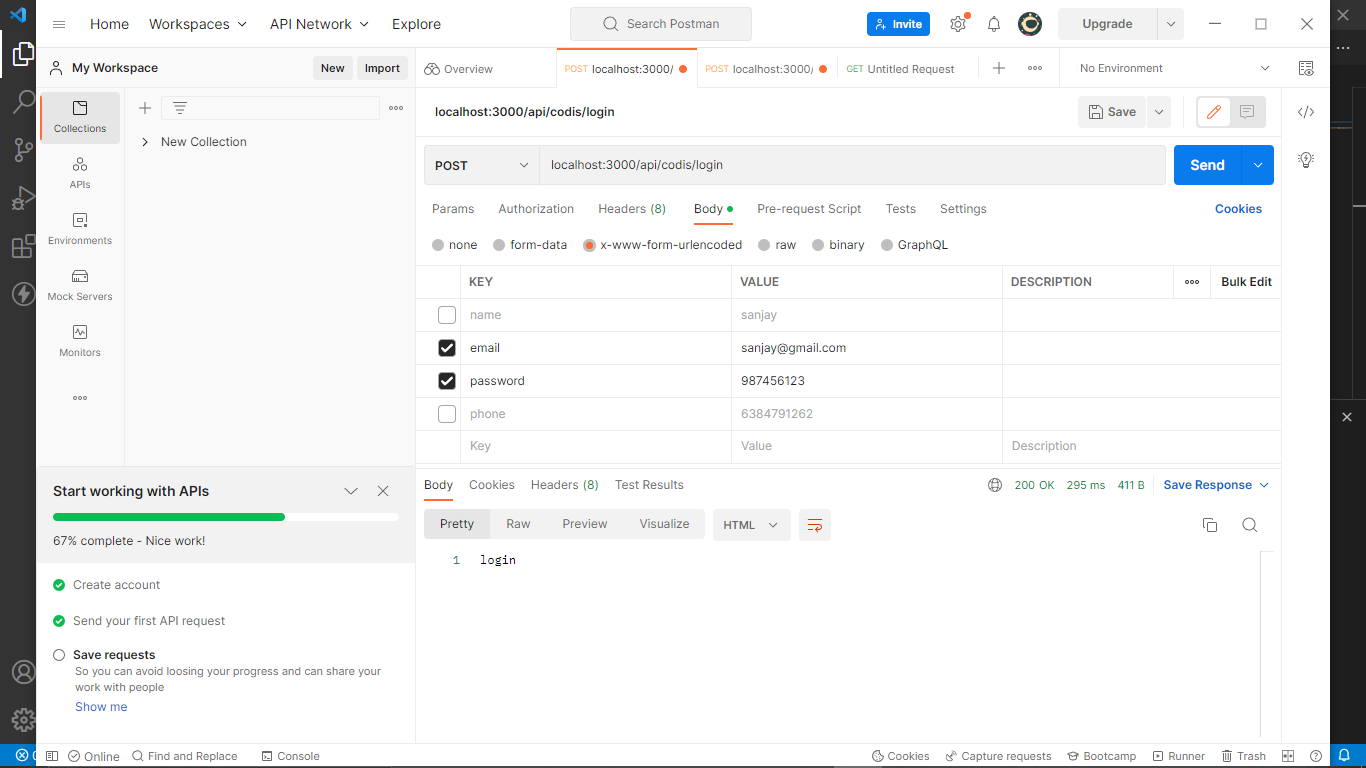 Home Workspaces API Network Explore Search Postman Invite Upgrade
My Workspace New Import Overview POST localhost:3000/ POST localhost:3000/ GET Untitled Request No Environment
Collections
APIs
Environments
Mock Servers
Monitors
New Collection
localhost:3000/api/codis/login Save
POST localhost:3000/api/codis/login Send
Params Authorization Headers (8) Body Pre-request Script Tests Settings Cookies
none form-data x-www-form-urlencoded raw binary GraphQL
KEY VALUE DESCRIPTION Bulk Edit
name sanjay
email sanjay@gmail.com
password 987456123
phone 6384791262
Key Value Description
Body Cookies Headers (8) Test Results 200 OK 295 ms 411 B Save Response
Pretty Raw Preview Visualize HTML
1 login
Start working with APIs
67% complete - Nice work!
Create account
Send your first API request
Save requests
So you can avoid loosing your progress and can share your
work with people
Show me
Online Find and Replace Console Cookies Capture requests Bootcamp Runner Trash